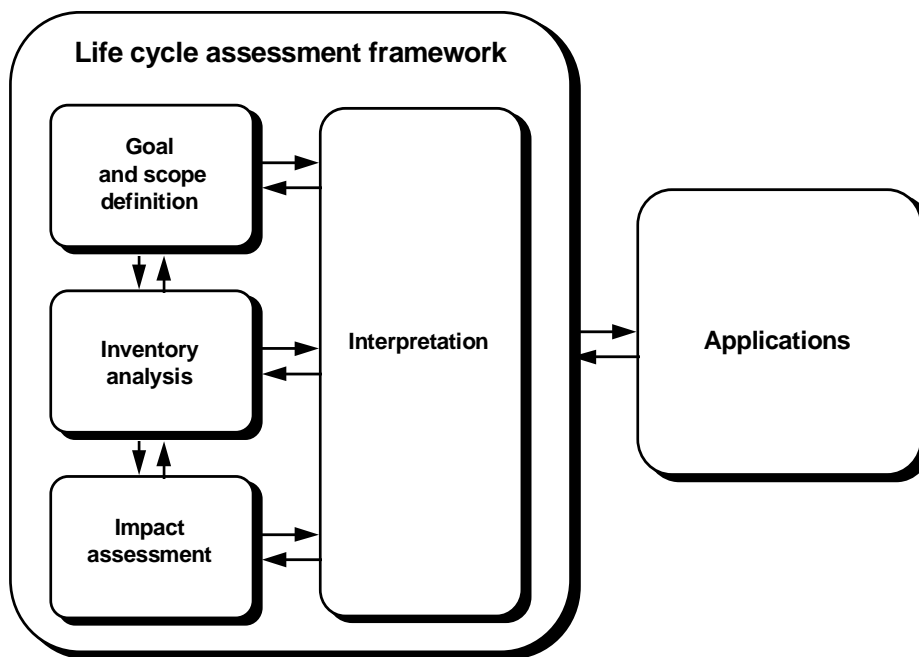 Life cycle assessment framework
Goal
and scope
definition
Inventory
analysis
Impact
assessment
Interpretation
Applications